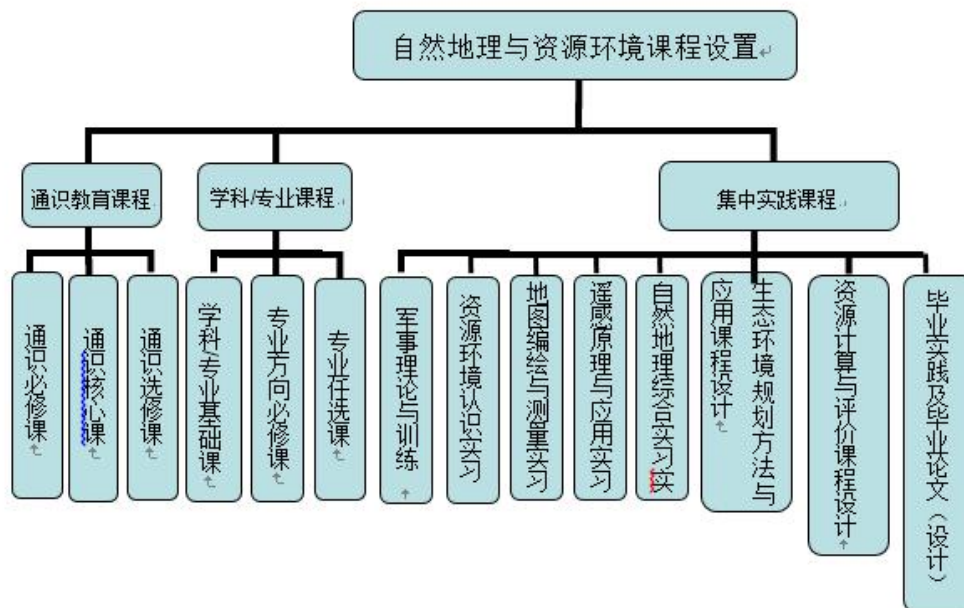 自然地理与资源环境课程设置
通识教育课程
学科/专业课程
集中实践课程
通识必修课
通识核心课
通识选修课
学科/专业基础课
专业方向必修课
专业任选课
军事理论与训练
资源环境认识实习
地图编绘与测量实习
遥感原理与应用实习
自然地理综合实习实
生态环境规划方法与
应用课程设计
资源计算与评价课程设计
毕业实践及毕业论文（设计）